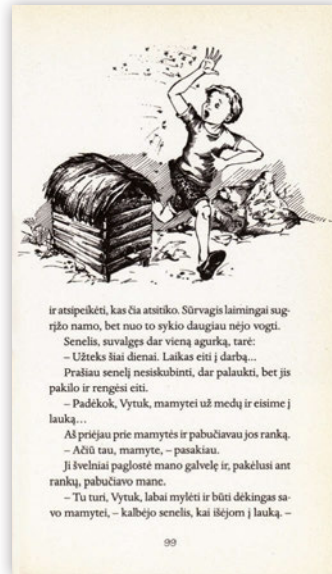 ir atsipeikėti, kas čia atsitiko. Sūrvagis laimingai sug-
rįžo namo, bet nuo to sykio daugiau nėjo vogti.
Senelis, suvalgęs dar vieną agurką, tarė:
– Užteks šiai dienai. Laikas eiti į darbą...
Prašiau senelį nesiskubinti, dar palaukti, bet jis
pakilo ir rengėsi eiti.
– Padėkok, Vytuk, mamytei už medų ir eisime į
lauką...
Aš priėjau prie mamytės ir pabučiavau jos ranką.
– Ačiū tau, mamyte, – pasakiau.
Ji švelniai paglostė mano galvelę ir, pakėlusi ant
rankų, pabučiavo mane.
– Tu turi, Vytuk, labai mylėti ir būti dėkingas sa-
vo mamytei, – kalbėjo senelis, kai išėjom į lauką. –
99